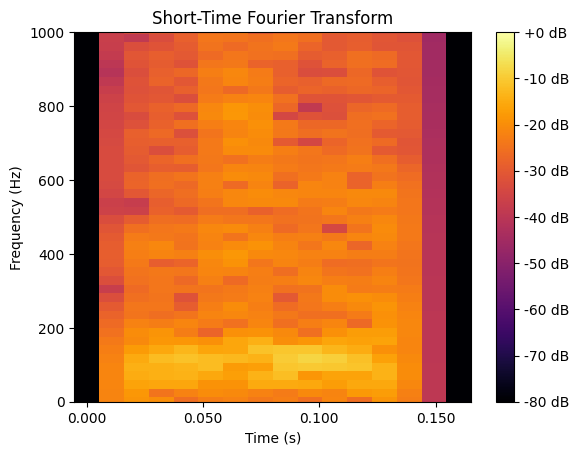 Short-Time Fourier Transform
1000
800
600
400
200
0
Frequency (Hz)
0.000
0.050
0.100
0.150
Time (s)
+0 dB
-10 dB
-20 dB
-30 dB
-40 dB
-50 dB
-60 dB
-70 dB
-80 dB